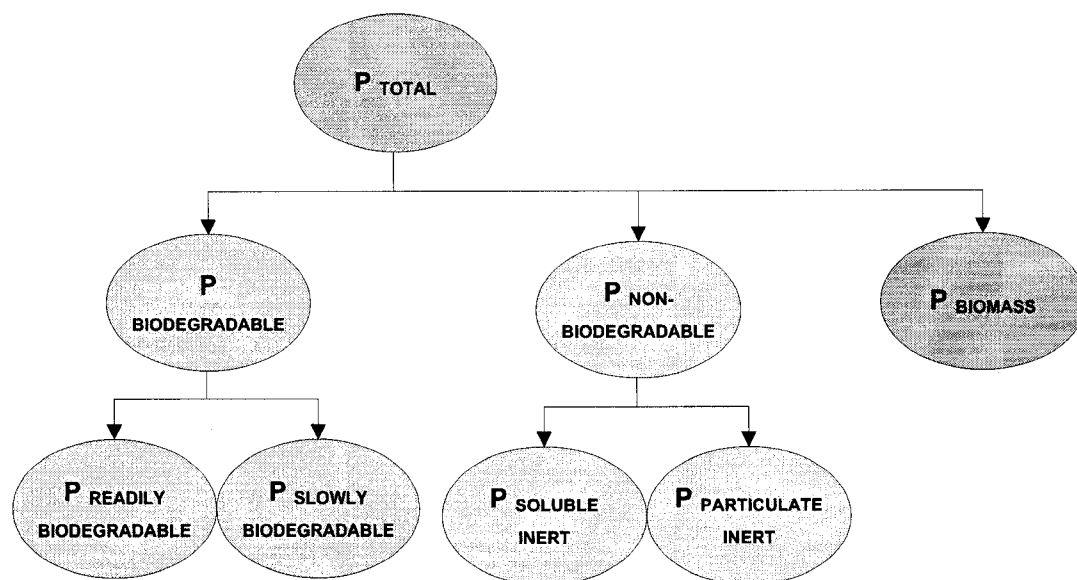 P TOTAL
P
BIODEGRADABLE
P NON-
BIODEGRADABLE
P BIOMASS
P READILY
BIODEGRADABLE
P SLOWLY
BIODEGRADABLE
P SOLUBLE
INERT
P PARTICULATE
INERT